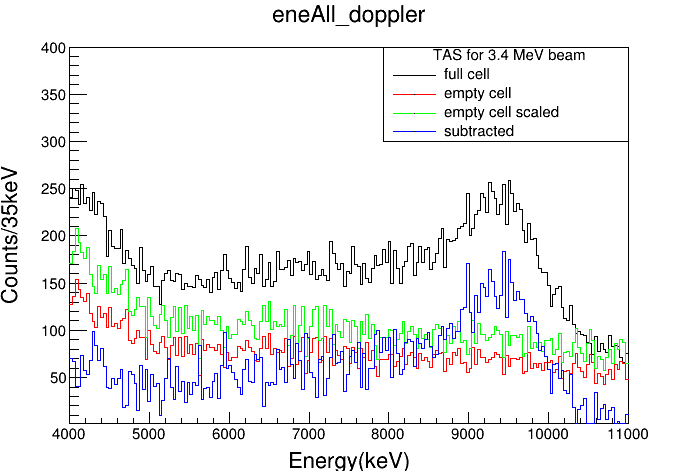 eneAll_doppler
Counts/35keV
400
350
300
250
200
150
100
50
TAS for 3.4 MeV beam
full cell
empty cell
empty cell scaled
subtracted
4000 5000 6000 7000 8000 9000 10000 11000
Energy(keV)